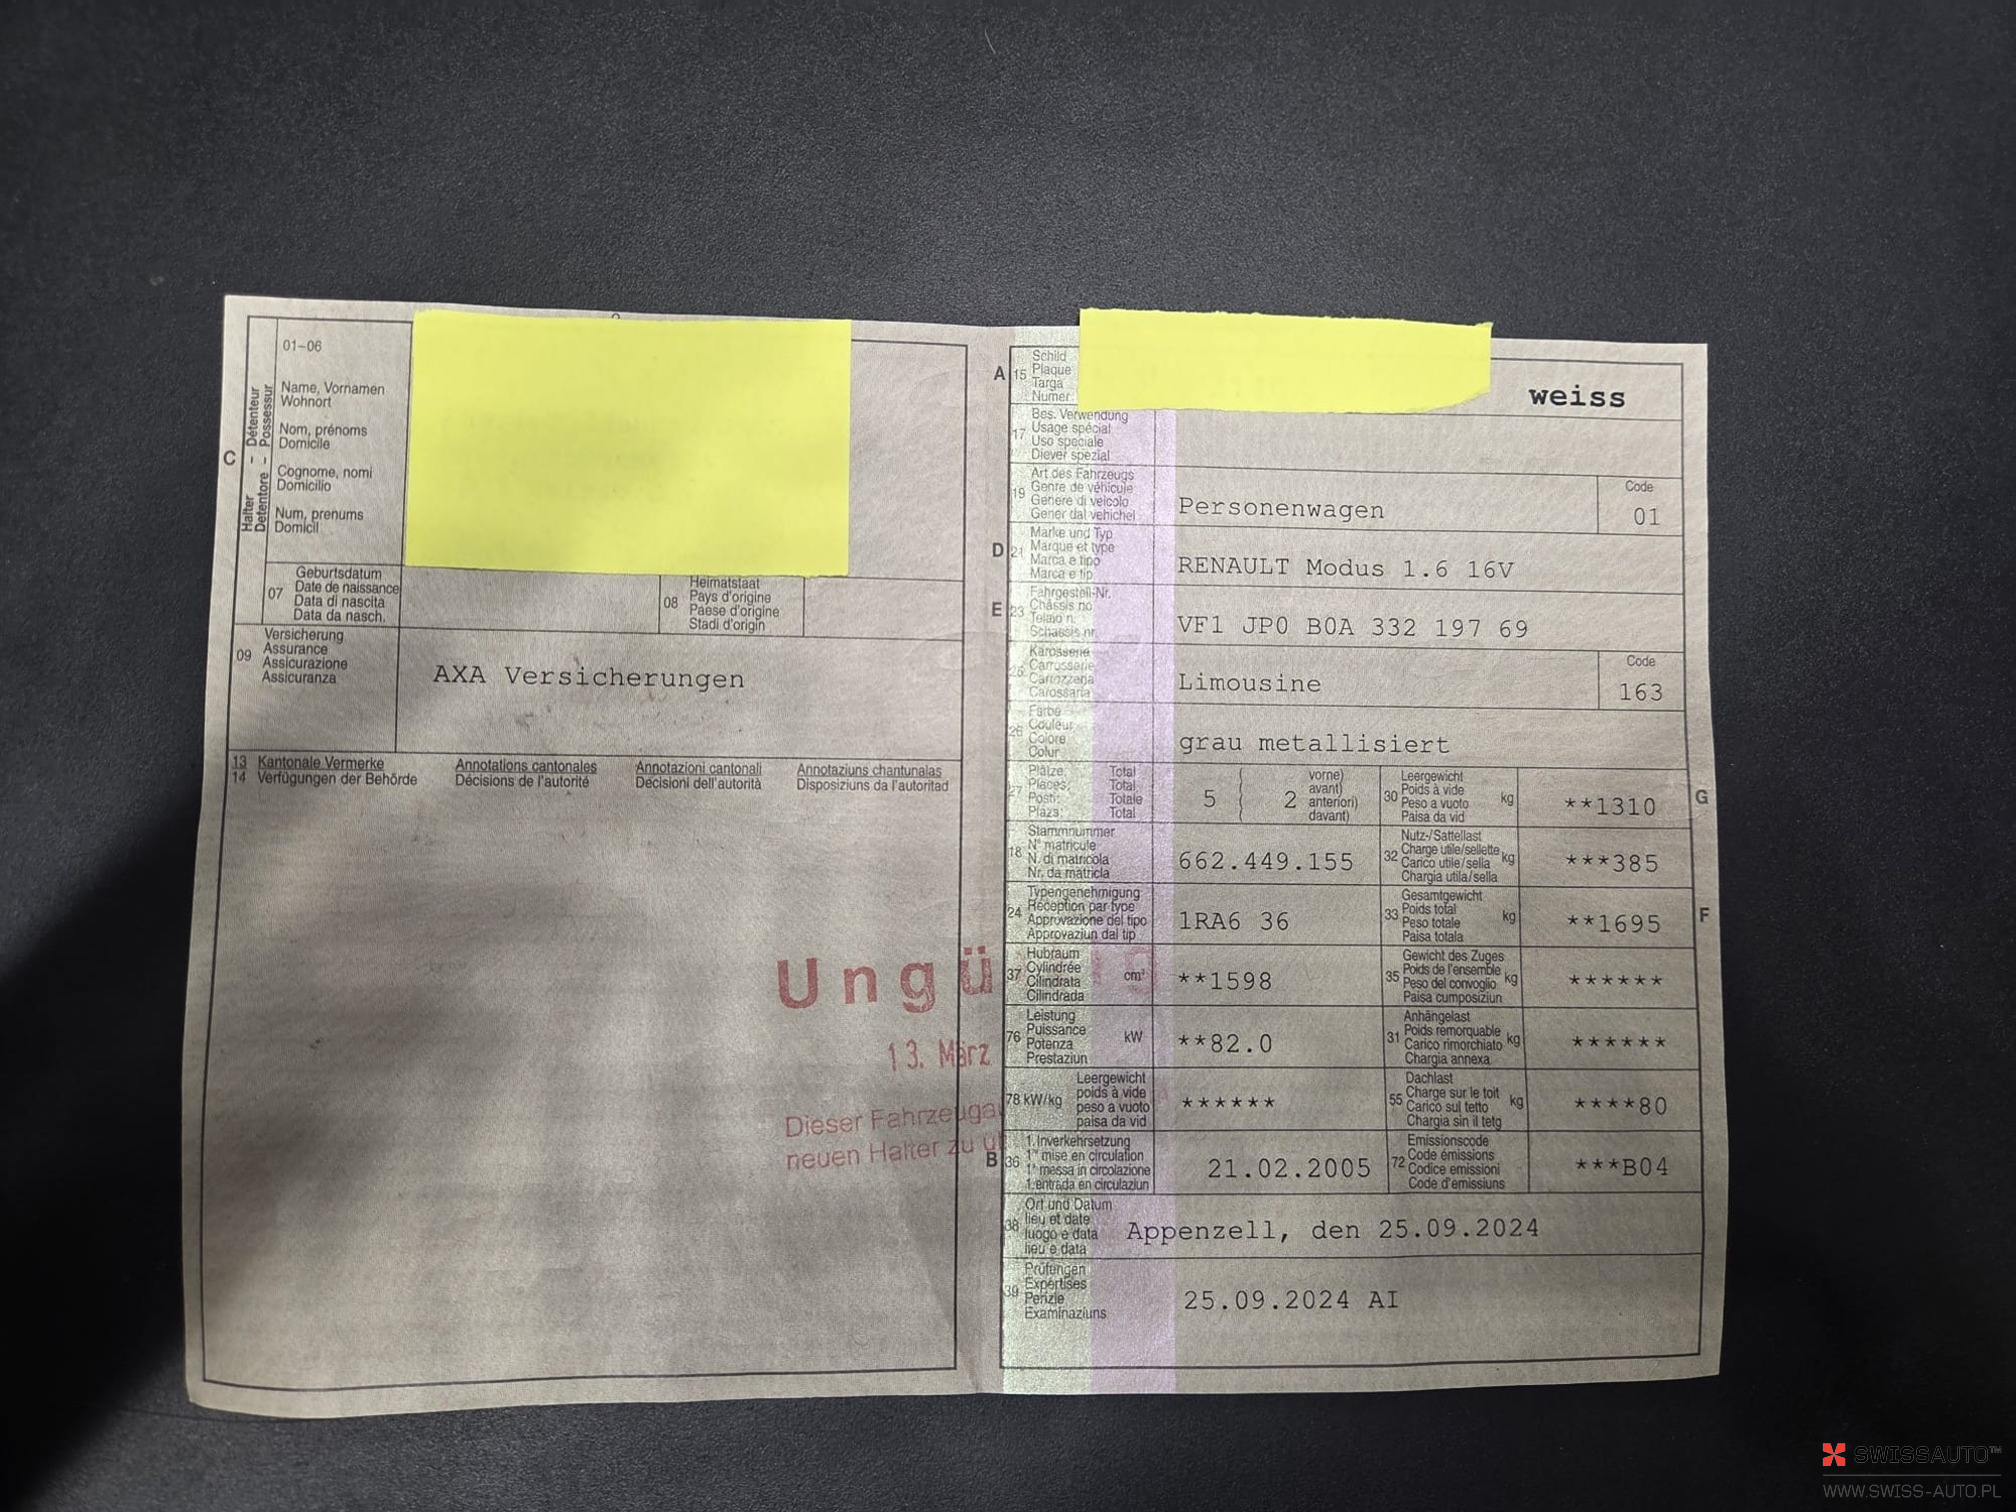 C
Halter – Détenteur
Detentore – Possessur
01–06
Name, Vornamen
Wohnort
Nom, prénoms
Domicile
Cognome, nomi
Domicilio
Num, prenums
Domicil
07
Geburtsdatum
Date de naissance
Data di nascita
Data da nasch.
08
Heimatstaat
Pays d'origine
Paese d'origine
Stadi d'origin
09
Versicherung
Assurance
Assicurazione
Assicuranza
AXA Versicherungen
13 Kantonale Vermerke Annotations cantonales Annotazioni cantonali Annotaziuns chantunalas
14 Verfügungen der Behörde Décisions de l'autorité Decisioni dell'autorità Disposiziuns da l'autoritad
Ungü
13. März
Dieser Fahrzeuga
neuen Halter zu ü
A 15
Schild
Plaque
Targa
Numer
weiss
17
Bes. Verwendung
Usage spécial
Uso speciale
Diever spezial
19
Art des Fahrzeugs
Genre de véhicule
Genere di veicolo
Gener dal vehichel
Personenwagen
Code
01
D 21
Marke und Typ
Marque et type
Marca e tipo
Marca e tip
RENAULT Modus 1.6 16V
E 23
Fahrgestell-Nr.
Châssis no
Telaio n.
Schassis nr.
VF1 JP0 B0A 332 197 69
25
Karosserie
Carrosserie
Carrozzeria
Carossaria
Limousine
Code
163
26
Farbe
Couleur
Colore
Colur
grau metallisiert
27
Plätze: Total
Places: Total
Posti: Totale
Plaza: Total
5 2
vorne)
avant)
anteriori)
davant)
30
Leergewicht
Poids à vide
Peso a vuoto
Paisa da vid
kg
**1310
G
18
Stammnummer
N° matricule
N. di matricola
Nr. da matricla
662.449.155
32
Nutz-/Sattellast
Charge utile/sellette
Carico utile/sella
Chargia utila/sella
kg
***385
24
Typengenehmigung
Réception par type
Approvazione del tipo
Approvaziun dal tip
1RA6 36
33
Gesamtgewicht
Poids total
Peso totale
Paisa totala
kg
**1695
F
37
Hubraum
Cylindrée
Cilindrata
Cilindrada
cm³
**1598
35
Gewicht des Zuges
Poids de l'ensemble
Peso del convoglio
Paisa cumposiziun
kg
******
76
Leistung
Puissance
Potenza
Prestaziun
kW
**82.0
31
Anhängelast
Poids remorquable
Carico rimorchiato
Chargia annexa
kg
******
78 kW/kg
Leergewicht
poids à vide
peso a vuoto
paisa da vid
******
55
Dachlast
Charge sur le toit
Carico sul tetto
Chargia sin il tetg
kg
****80
B 36
1. Inverkehrsetzung
1re mise en circulation
1a messa in circolazione
1. entrada en circulaziun
21.02.2005
72
Emissionscode
Code émissions
Codice emissioni
Code d'emissiuns
***B04
38
Ort und Datum
lieu et date
luogo e data
lieu e data
Appenzell, den 25.09.2024
39
Prüfungen
Expertises
Perizie
Examinaziuns
25.09.2024 AI
SWISSAUTO™
WWW.SWISS-AUTO.PL